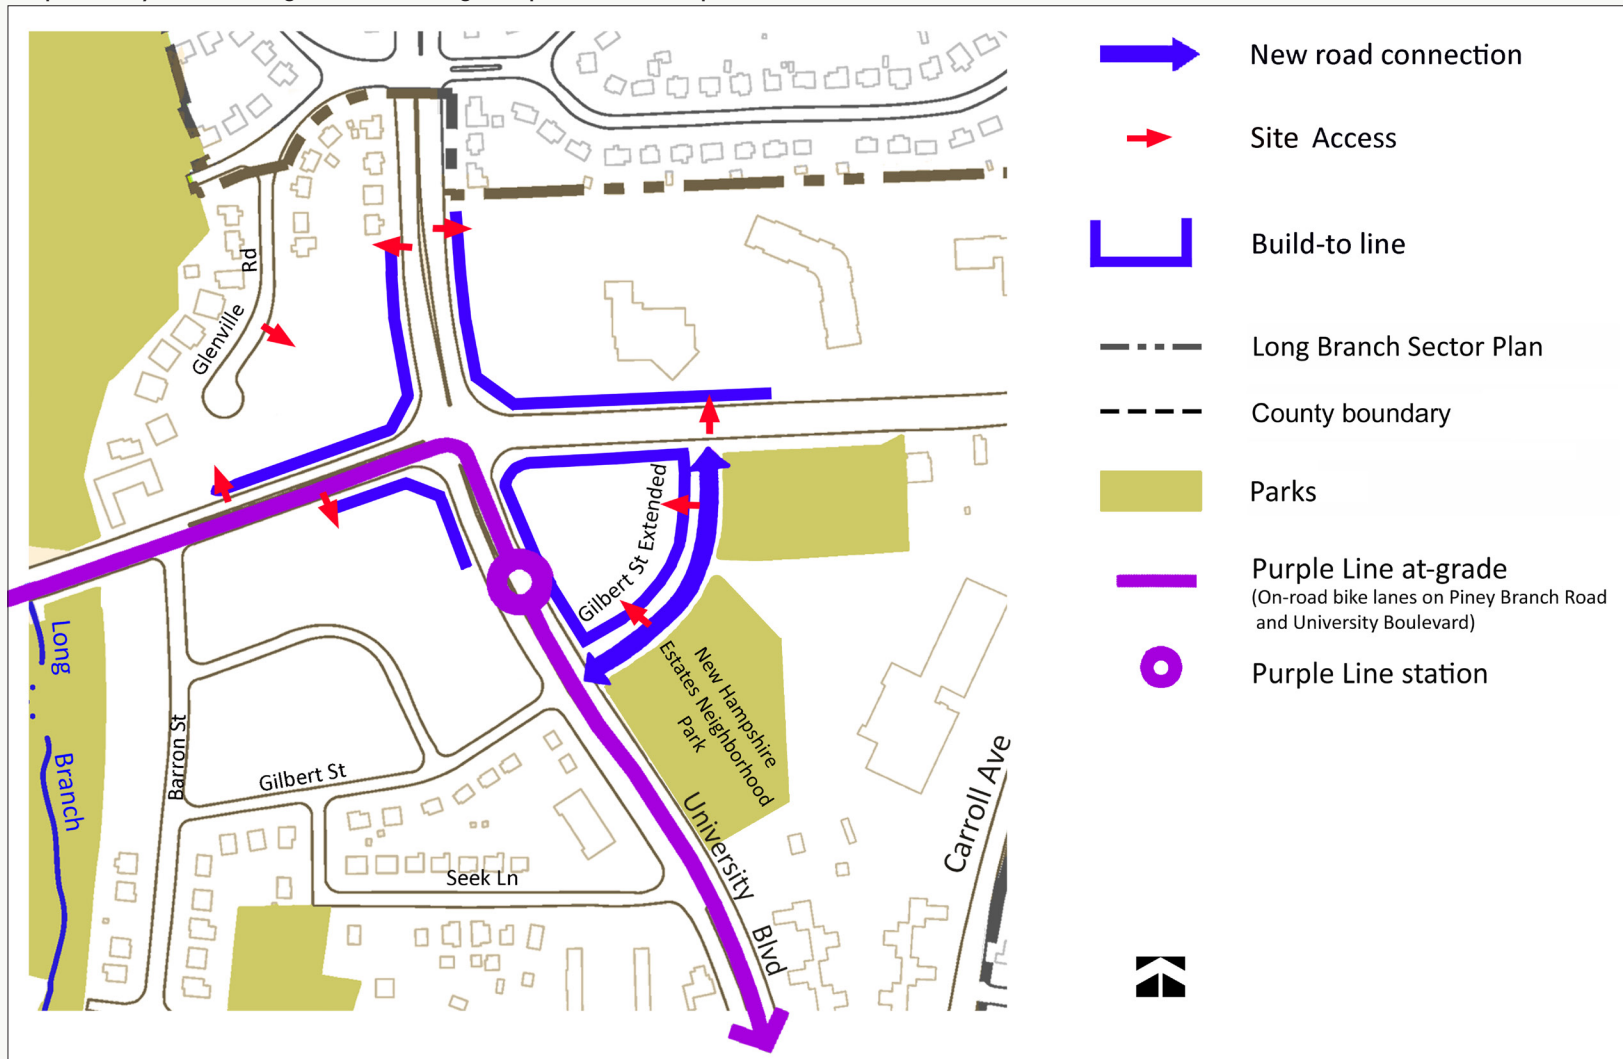 New road connection
Site Access
Build-to line
Long Branch Sector Plan
County boundary
Parks
Purple Line at-grade
(On-road bike lanes on Piney Branch Road
and University Boulevard)
Purple Line station
Glenville Rd
Gilbert St Extended
New Hampshire
Estates Neighborhood
Park
Long Branch
Barron St
Gilbert St
Seek Ln
University Blvd
Carroll Ave